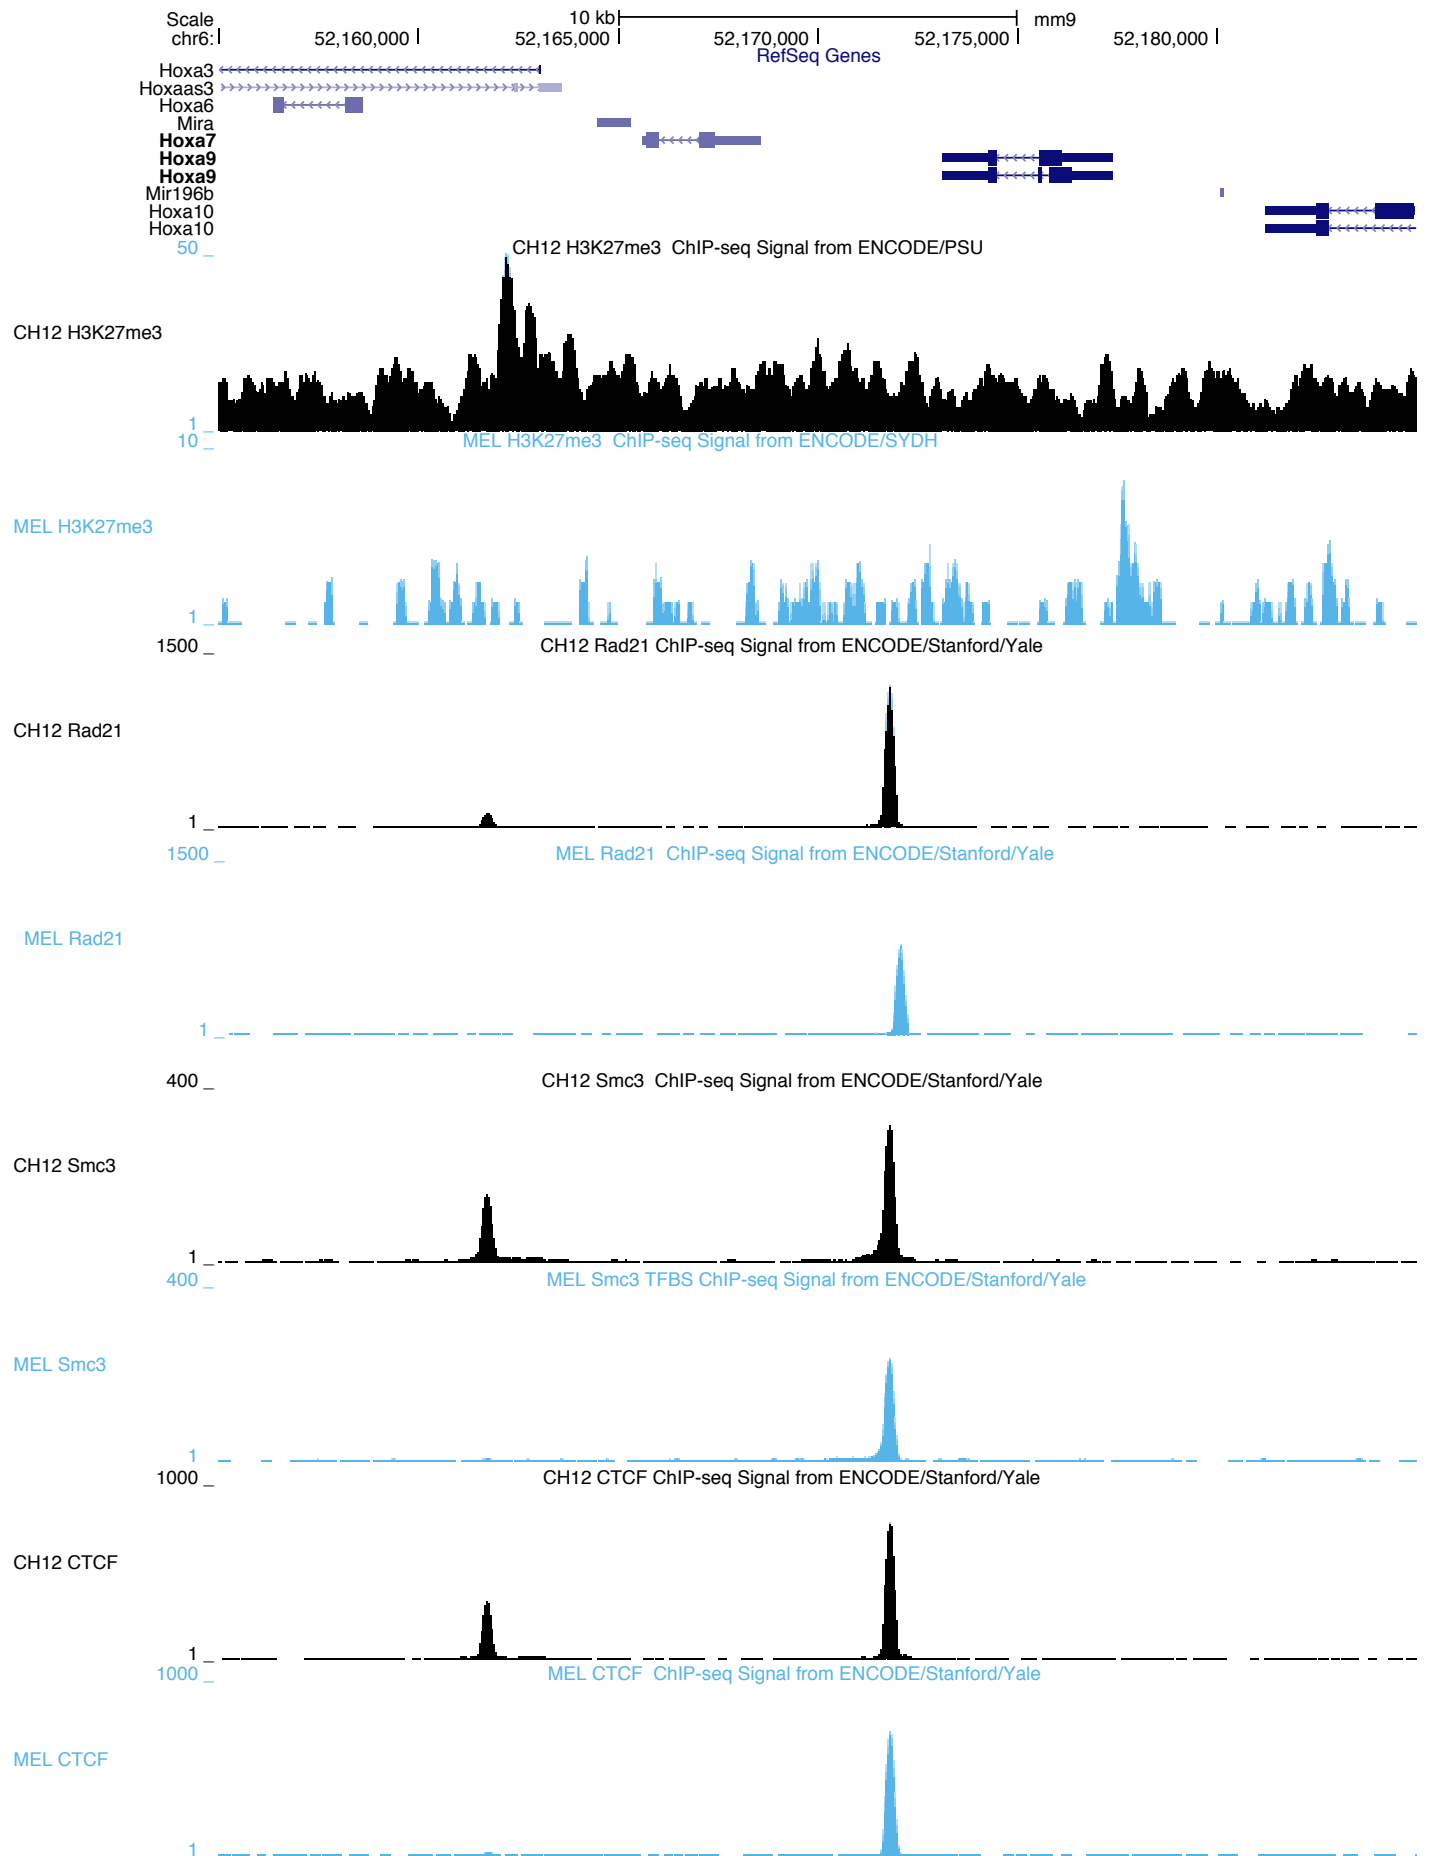 Scale 10 kb mm9
chr6: 52,160,000 52,165,000 52,170,000 52,175,000 52,180,000
RefSeq Genes
Hoxa3
Hoxaas3
Hoxa6
Mira
Hoxa7
Hoxa9
Hoxa9
Mir196b
Hoxa10
Hoxa10
50 _ CH12 H3K27me3 ChIP-seq Signal from ENCODE/PSU
CH12 H3K27me3
1 _
10 _ MEL H3K27me3 ChIP-seq Signal from ENCODE/SYDH
MEL H3K27me3
1 _
1500 _ CH12 Rad21 ChIP-seq Signal from ENCODE/Stanford/Yale
CH12 Rad21
1 _
1500 _ MEL Rad21 ChIP-seq Signal from ENCODE/Stanford/Yale
MEL Rad21
1 _
400 _ CH12 Smc3 ChIP-seq Signal from ENCODE/Stanford/Yale
CH12 Smc3
1 _
400 _ MEL Smc3 TFBS ChIP-seq Signal from ENCODE/Stanford/Yale
MEL Smc3
1 _
1000 _ CH12 CTCF ChIP-seq Signal from ENCODE/Stanford/Yale
CH12 CTCF
1 _
1000 _ MEL CTCF ChIP-seq Signal from ENCODE/Stanford/Yale
MEL CTCF
1